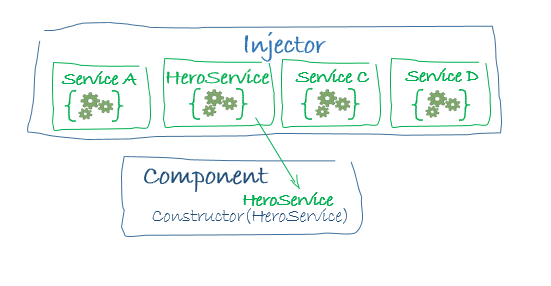 Injector
Service A
HeroService
Service C
Service D
{ }
{ }
{ }
{ }
Component
HeroService
Constructor(HeroService)